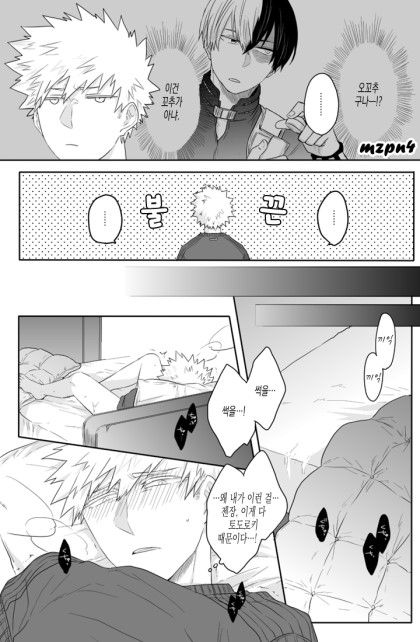 이건
꼬추가
아냐.
오꼬추
구나—!?
……
mzpn4
……
불
끈
……
끼익
끼익
썩을…
썩을…!
…왜 내가 이런 걸…
젠장, 이게 다
토도로키
때문이다…!